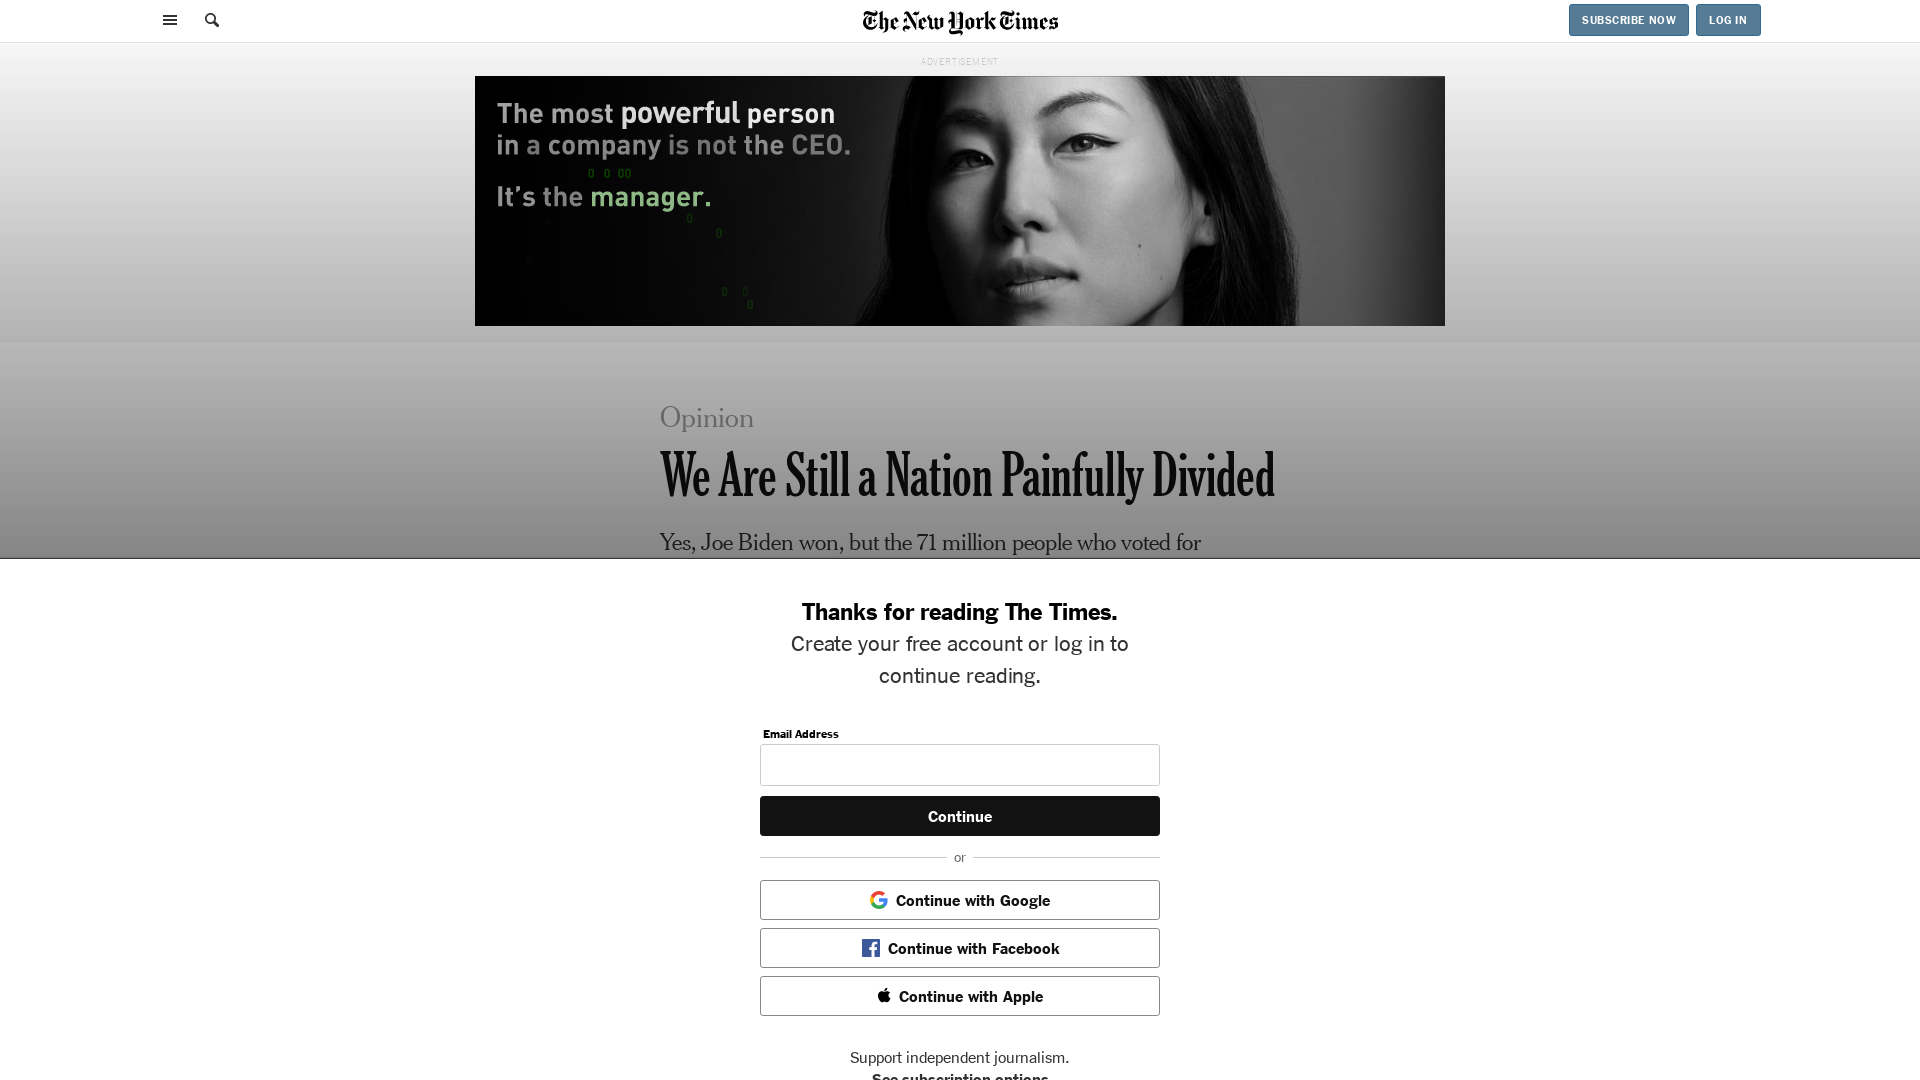 The New York Times
SUBSCRIBE NOW
LOG IN
ADVERTISEMENT
The most powerful person
in a company is not the CEO.
It's the manager.
Opinion
We Are Still a Nation Painfully Divided
Yes, Joe Biden won, but the 71 million people who voted for
Thanks for reading The Times.
Create your free account or log in to
continue reading.
Email Address
Continue
or
Continue with Google
Continue with Facebook
Continue with Apple
Support independent journalism.
See subscription options